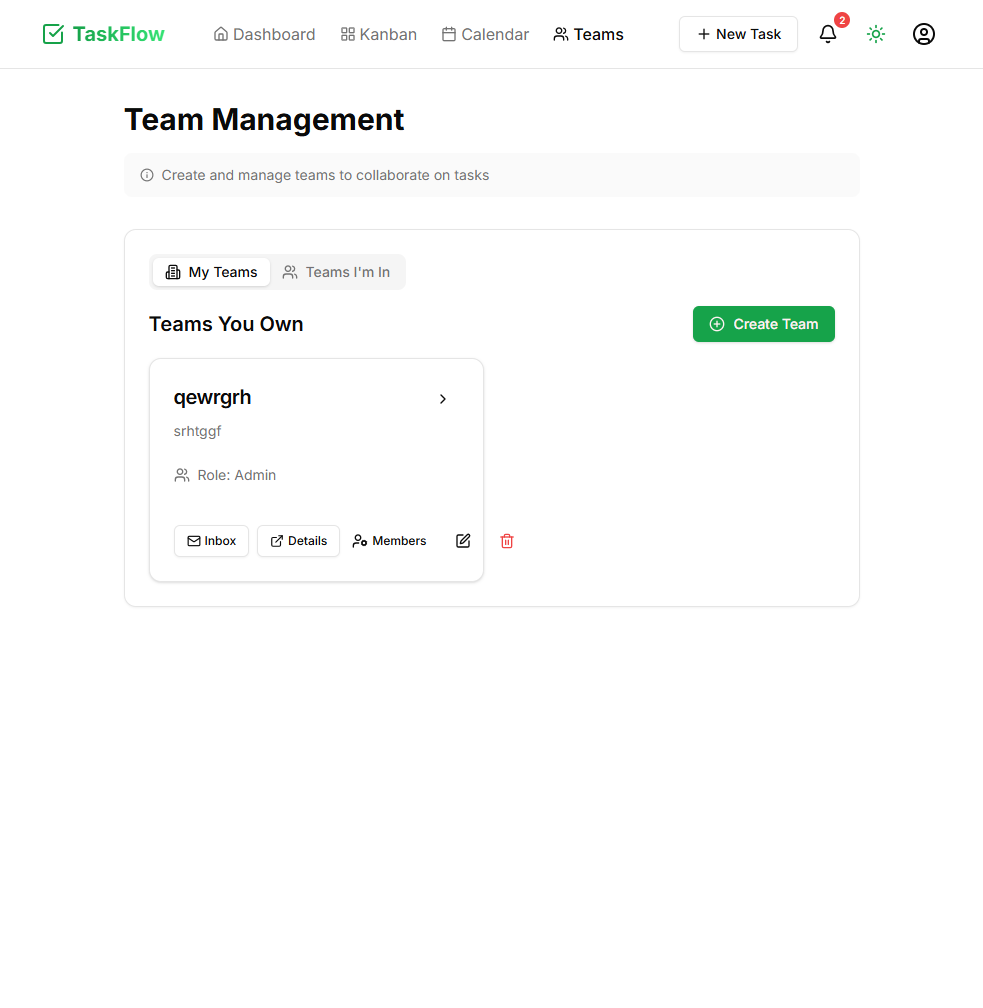 TaskFlow Dashboard Kanban Calendar Teams New Task 2
Team Management
Create and manage teams to collaborate on tasks
My Teams Teams I'm In
Teams You Own Create Team
qewrgrh
srhtggf
Role: Admin
Inbox Details Members